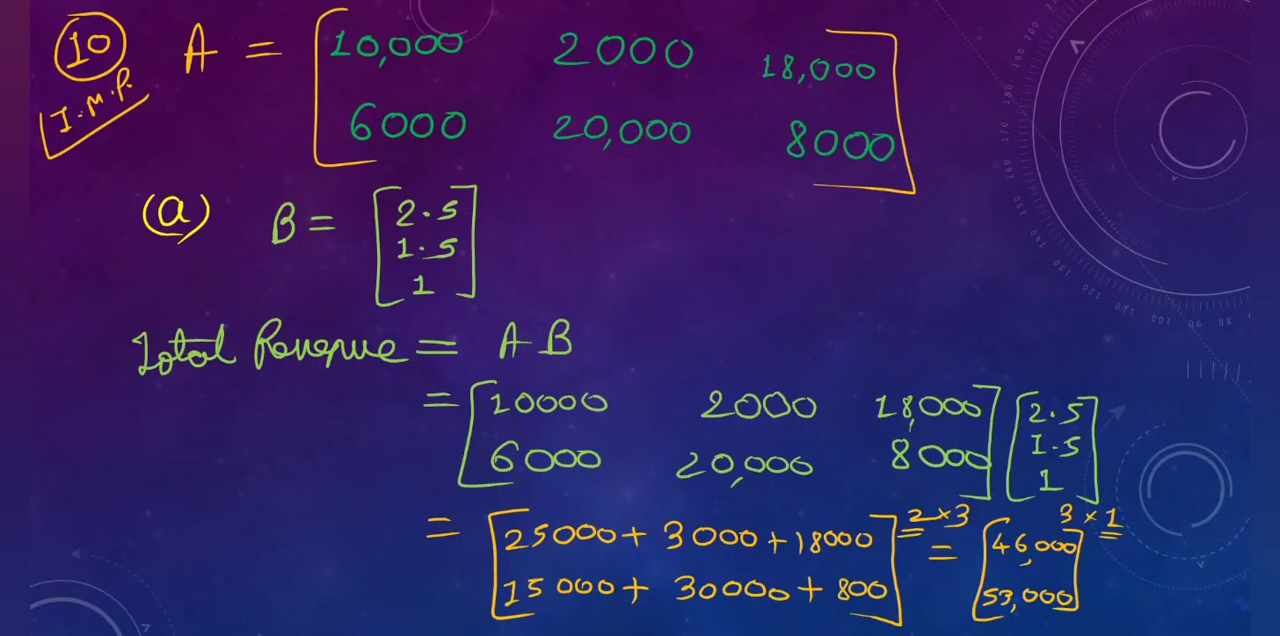 10 A = [10,000 2000 18,000
6000 20,000 8000]
I.M.P.
(a) B = [2.5
1.5
1]
Total Revenue = AB
= [10000 2000 18,000 [2.5
6000 20,000 8000] 1.5
1]
2×3 3×1
= [25000+ 3000+18000 = [46,000
15000+ 30000+ 800] 53,000]